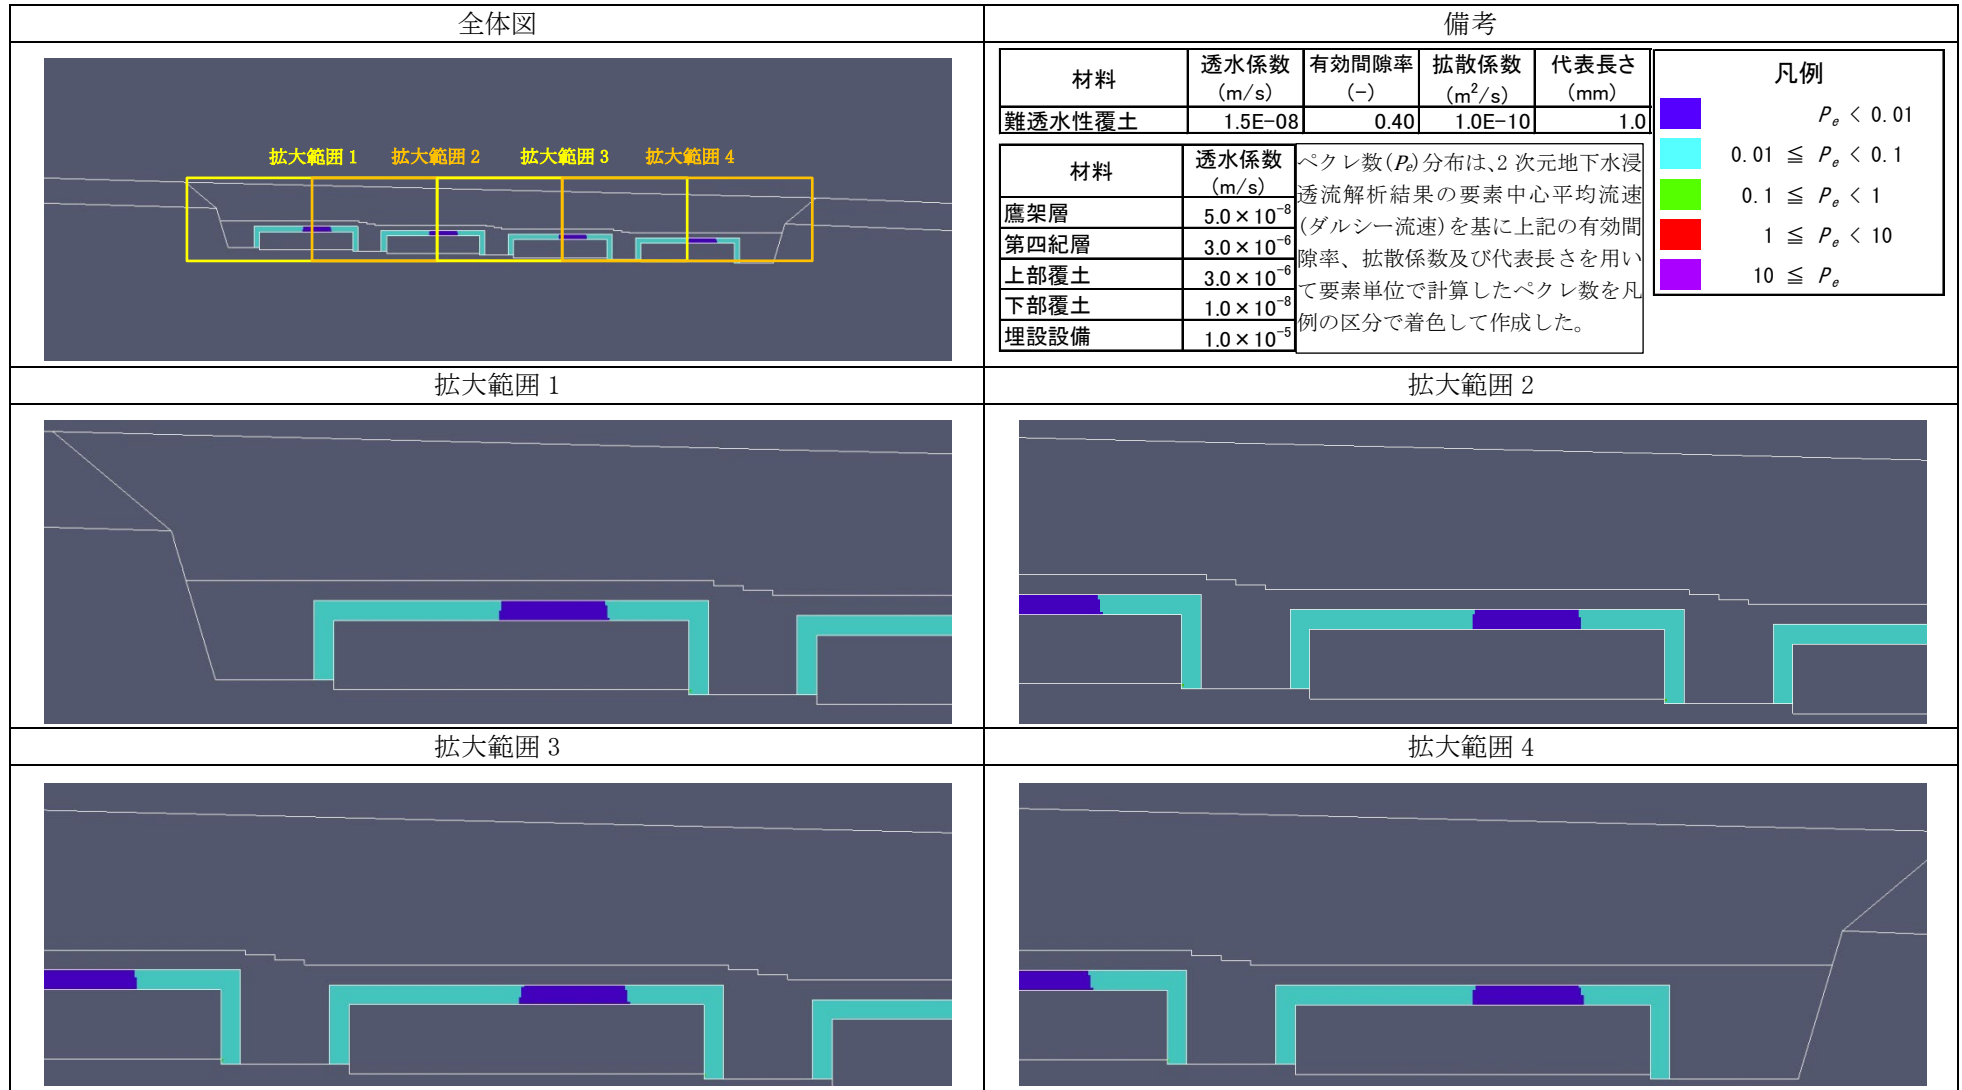 全体図
備考
拡大範囲 1
拡大範囲 2
拡大範囲 3
拡大範囲 4
材料 透水係数 (m/s) 有効間隙率 (-) 拡散係数 (m²/s) 代表長さ (mm)
難透水性覆土 1.5E-08 0.40 1.0E-10 1.0
材料 透水係数 (m/s)
鷹架層 5.0×10⁻⁸
第四紀層 3.0×10⁻⁶
上部覆土 3.0×10⁻⁶
下部覆土 1.0×10⁻⁸
埋設設備 1.0×10⁻⁵
ペクレ数(Pe)分布は、2 次元地下水浸
透流解析結果の要素中心平均流速
(ダルシー流速)を基に上記の有効間
隙率、拡散係数及び代表長さを用い
て要素単位で計算したペクレ数を凡
例の区分で着色して作成した。
凡例
Pe < 0.01
0.01 ≦ Pe < 0.1
0.1 ≦ Pe < 1
1 ≦ Pe < 10
10 ≦ Pe
拡大範囲 1
拡大範囲 2
拡大範囲 3
拡大範囲 4